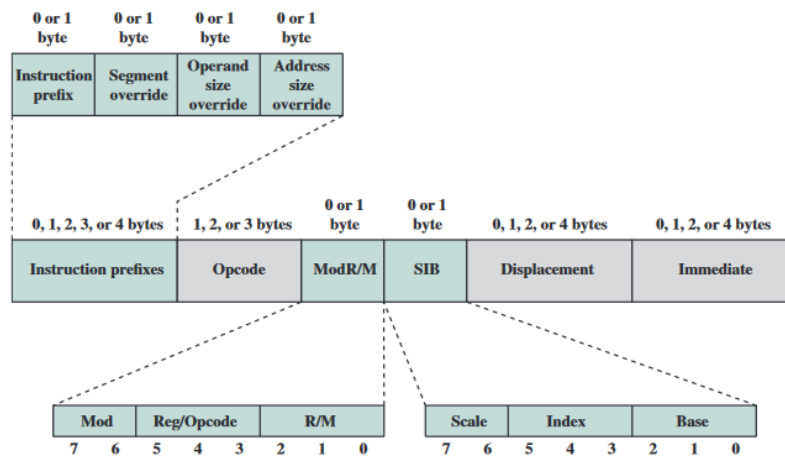 0 or 1 0 or 1 0 or 1 0 or 1
byte byte byte byte
Instruction prefix
Segment override
Operand size override
Address size override
0 or 1 0 or 1
byte byte
0, 1, 2, 3, or 4 bytes 1, 2, or 3 bytes 0, 1, 2, or 4 bytes 0, 1, 2, or 4 bytes
Instruction prefixes Opcode ModR/M SIB Displacement Immediate
Mod Reg/Opcode R/M Scale Index Base
7 6 5 4 3 2 1 0 7 6 5 4 3 2 1 0